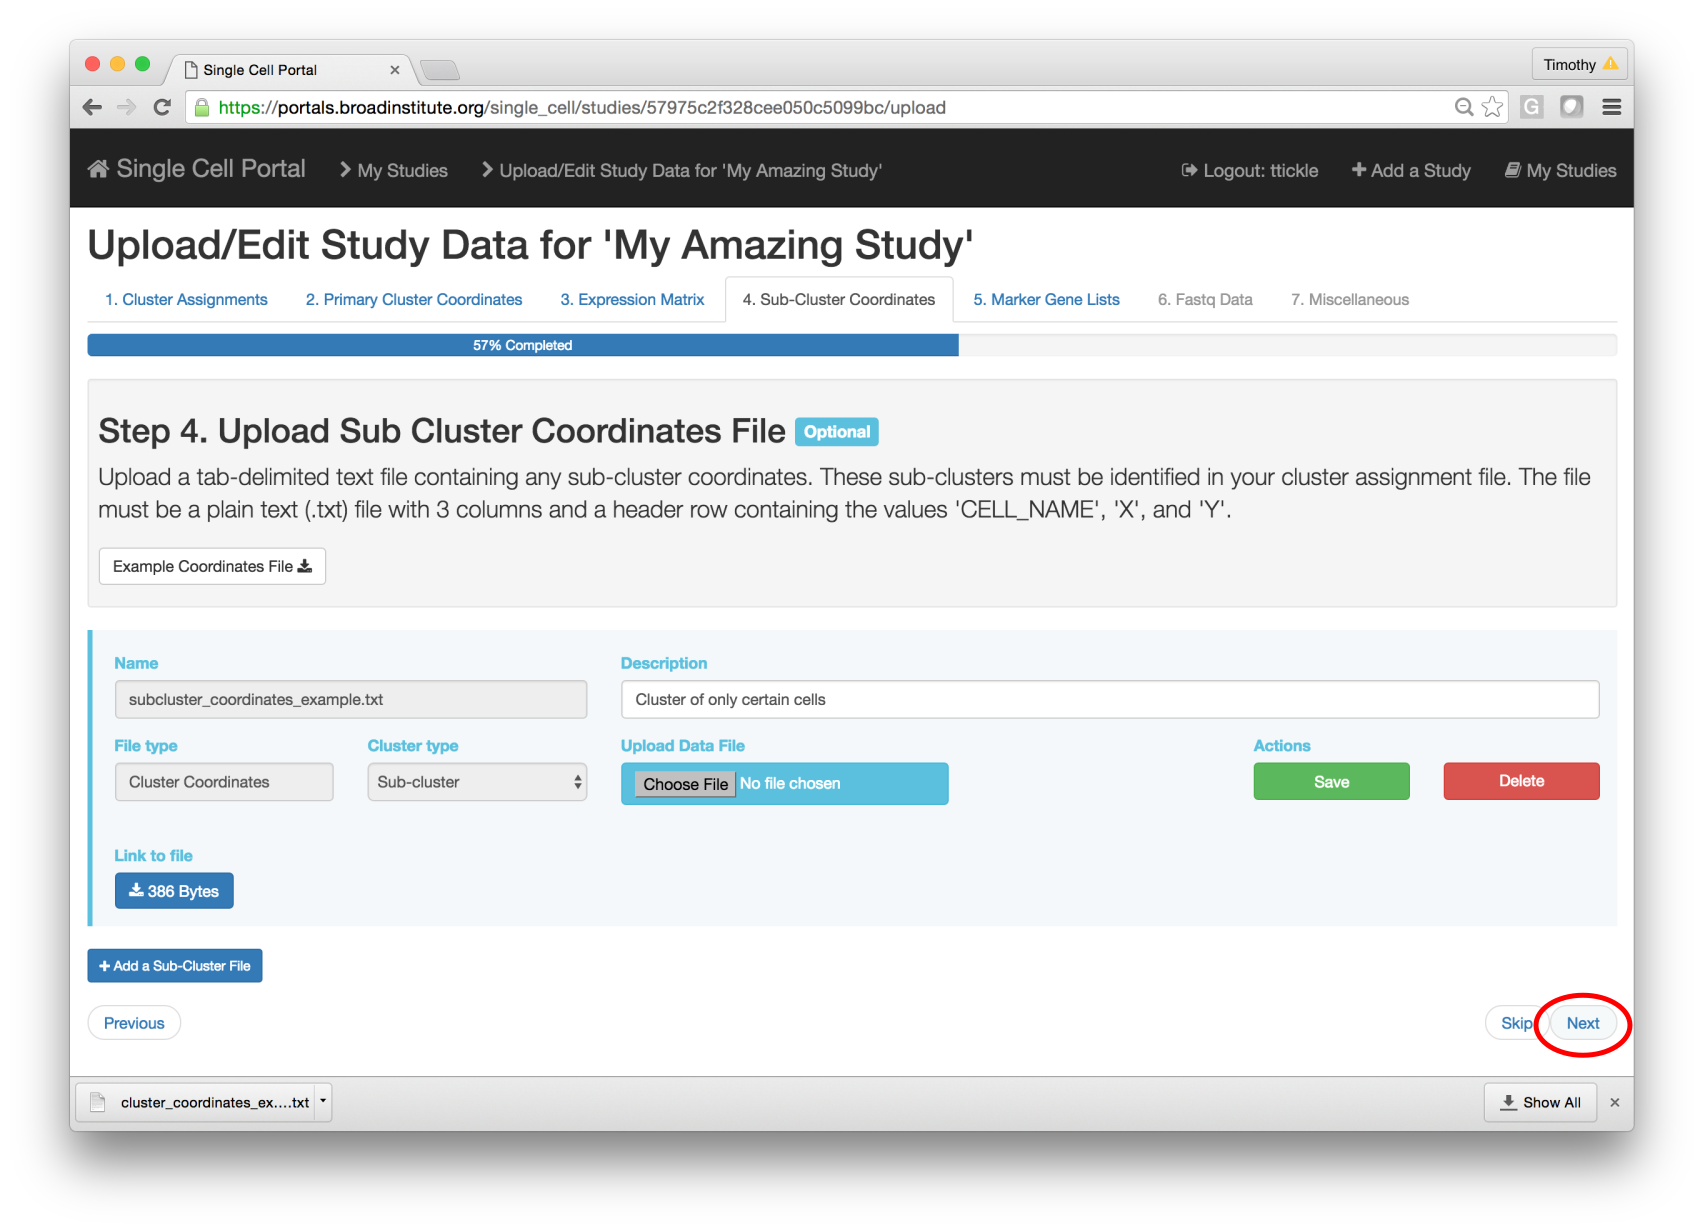 Single Cell Portal
Timothy
https://portals.broadinstitute.org/single_cell/studies/57975c2f328cee050c5099bc/upload
G
Single Cell Portal My Studies Upload/Edit Study Data for 'My Amazing Study' Logout: ttickle Add a Study My Studies
Upload/Edit Study Data for 'My Amazing Study'
1. Cluster Assignments 2. Primary Cluster Coordinates 3. Expression Matrix 4. Sub-Cluster Coordinates 5. Marker Gene Lists 6. Fastq Data 7. Miscellaneous
57% Completed
Step 4. Upload Sub Cluster Coordinates File Optional
Upload a tab-delimited text file containing any sub-cluster coordinates. These sub-clusters must be identified in your cluster assignment file. The file
must be a plain text (.txt) file with 3 columns and a header row containing the values 'CELL_NAME', 'X', and 'Y'.
Example Coordinates File
Name Description
subcluster_coordinates_example.txt Cluster of only certain cells
File type Cluster type Upload Data File Actions
Cluster Coordinates Sub-cluster Choose File No file chosen Save Delete
Link to file
386 Bytes
+ Add a Sub-Cluster File
Previous Skip Next
cluster_coordinates_ex....txt Show All